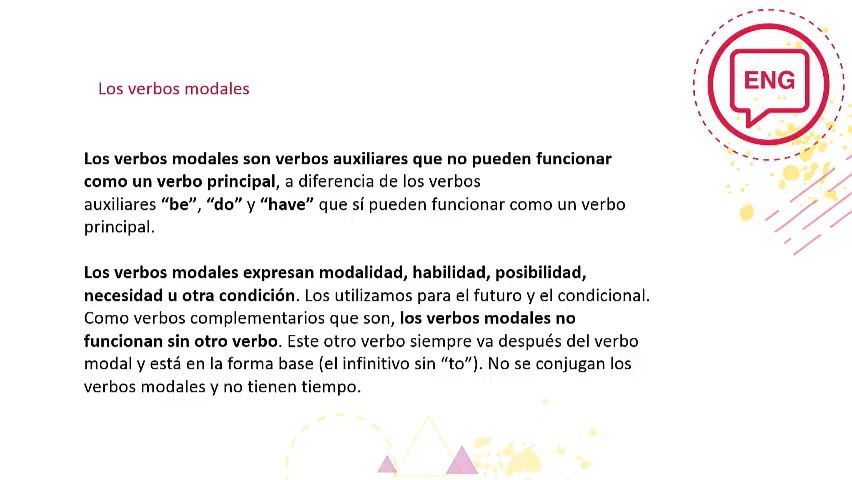 ENG
Los verbos modales
Los verbos modales son verbos auxiliares que no pueden funcionar
como un verbo principal, a diferencia de los verbos
auxiliares “be”, “do” y “have” que sí pueden funcionar como un verbo
principal.
Los verbos modales expresan modalidad, habilidad, posibilidad,
necesidad u otra condición. Los utilizamos para el futuro y el condicional.
Como verbos complementarios que son, los verbos modales no
funcionan sin otro verbo. Este otro verbo siempre va después del verbo
modal y está en la forma base (el infinitivo sin “to”). No se conjugan los
verbos modales y no tienen tiempo.